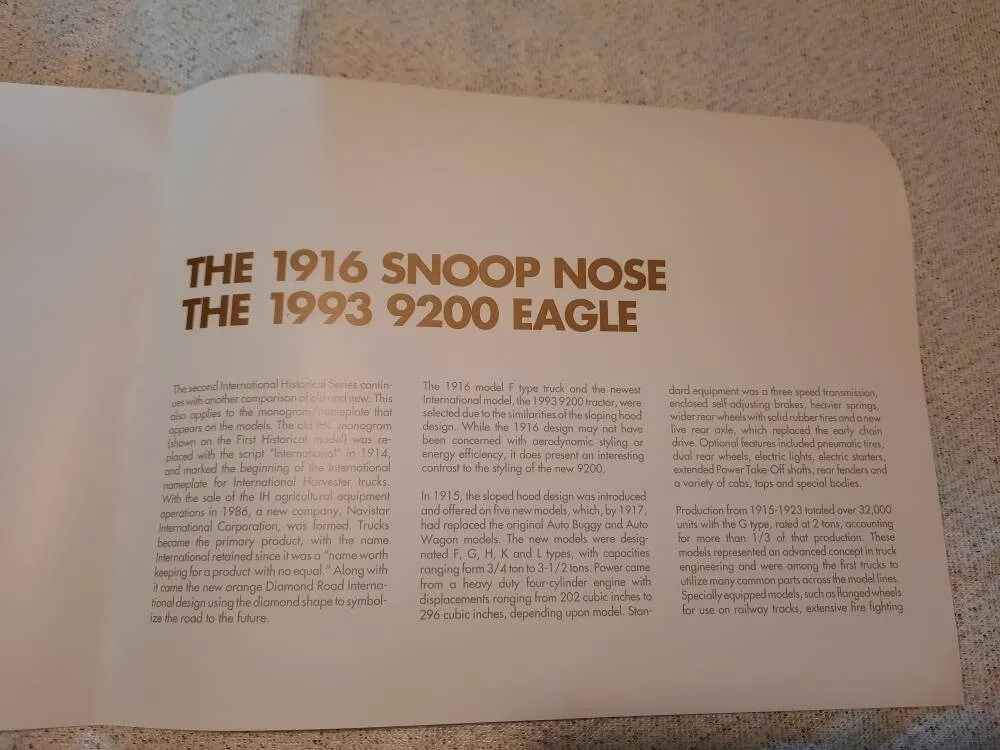 THE 1916 SNOOP NOSE
THE 1993 9200 EAGLE
The second International Historical Series contin-
ues with another comparison of old and new. This
also applies to the monogram/nameplate that
appears on the models. The old IHC monogram
(shown on the First Historical model) was re-
placed with the script "International" in 1914,
and marked the beginning of the International
nameplate for International Harvester trucks.
With the sale of the IH agricultural equipment
operations in 1986, a new company, Navistar
International Corporation, was formed. Trucks
became the primary product, with the name
International retained since it was a "name worth
keeping for a product with no equal." Along with
it came the new orange Diamond Road Interna-
tional design using the diamond shape to symbol-
ize the road to the future.
The 1916 model F type truck and the newest
International model, the 1993 9200 tractor, were
selected due to the similarities of the sloping hood
design. While the 1916 design may not have
been concerned with aerodynamic styling or
energy efficiency, it does present an interesting
contrast to the styling of the new 9200.
In 1915, the sloped hood design was introduced
and offered on five new models, which, by 1917,
had replaced the original Auto Buggy and Auto
Wagon models. The new models were desig-
nated F, G, H, K and L types, with capacities
ranging form 3/4 ton to 3-1/2 tons. Power came
from a heavy duty four-cylinder engine with
displacements ranging from 202 cubic inches to
296 cubic inches, depending upon model. Stan-
dard equipment was a three speed transmission,
enclosed self-adjusting brakes, heavier springs,
wider rear wheels with solid rubber tires and a new
live rear axle, which replaced the early chain
drive. Optional features included pneumatic tires,
dual rear wheels, electric lights, electric starters,
extended Power Take-Off shafts, rear fenders and
a variety of cabs, tops and special bodies.
Production from 1915-1923 totaled over 32,000
units with the G type, rated at 2 tons, accounting
for more than 1/3 of that production. These
models represented an advanced concept in truck
engineering and were among the first trucks to
utilize many common parts across the model lines.
Specially equipped models, such as flanged wheels
for use on railway tracks, extensive fire fighting